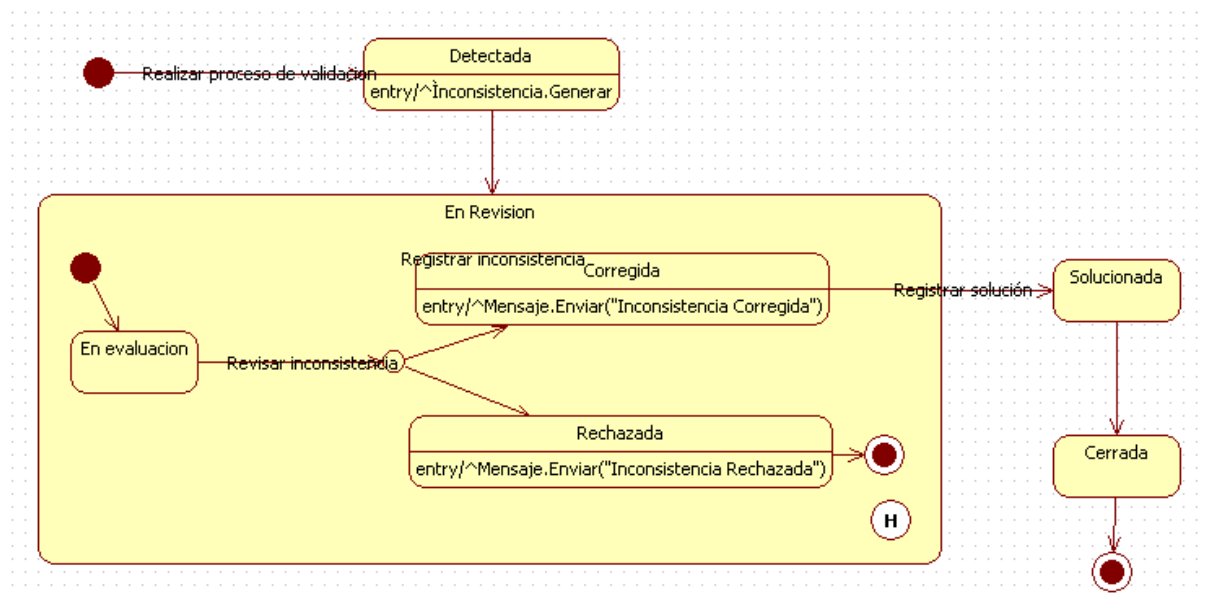 Detectada
Realizar proceso de validacion
entry/^Ìnconsistencia.Generar
En Revision
Registrar inconsistencia
Corregida
entry/^Mensaje.Enviar("Inconsistencia Corregida")
Registrar solución
Solucionada
En evaluacion
Revisar inconsistencia
Rechazada
entry/^Mensaje.Enviar("Inconsistencia Rechazada")
Cerrada
H